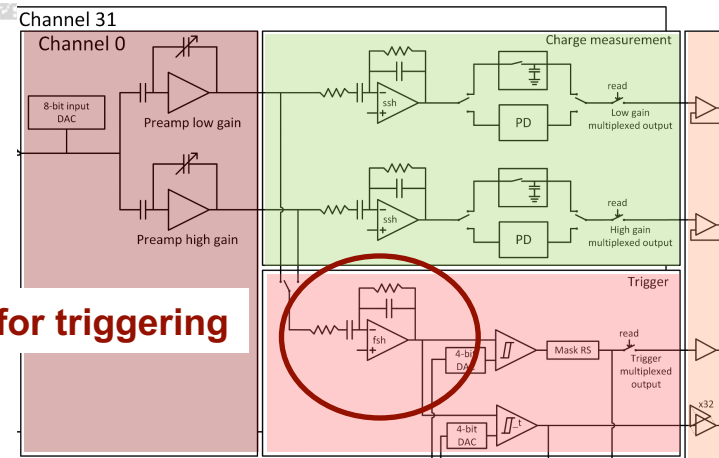 Channel 31
Channel 0
8-bit input
DAC
Preamp low gain
Preamp high gain
Charge measurement
ssh
PD
read
Low gain
multiplexed output
ssh
PD
read
High gain
multiplexed output
for triggering
Trigger
fsh
4-bit
DAC
Mask RS
read
Trigger
multiplexed
output
4-bit
DAC
_t
x32